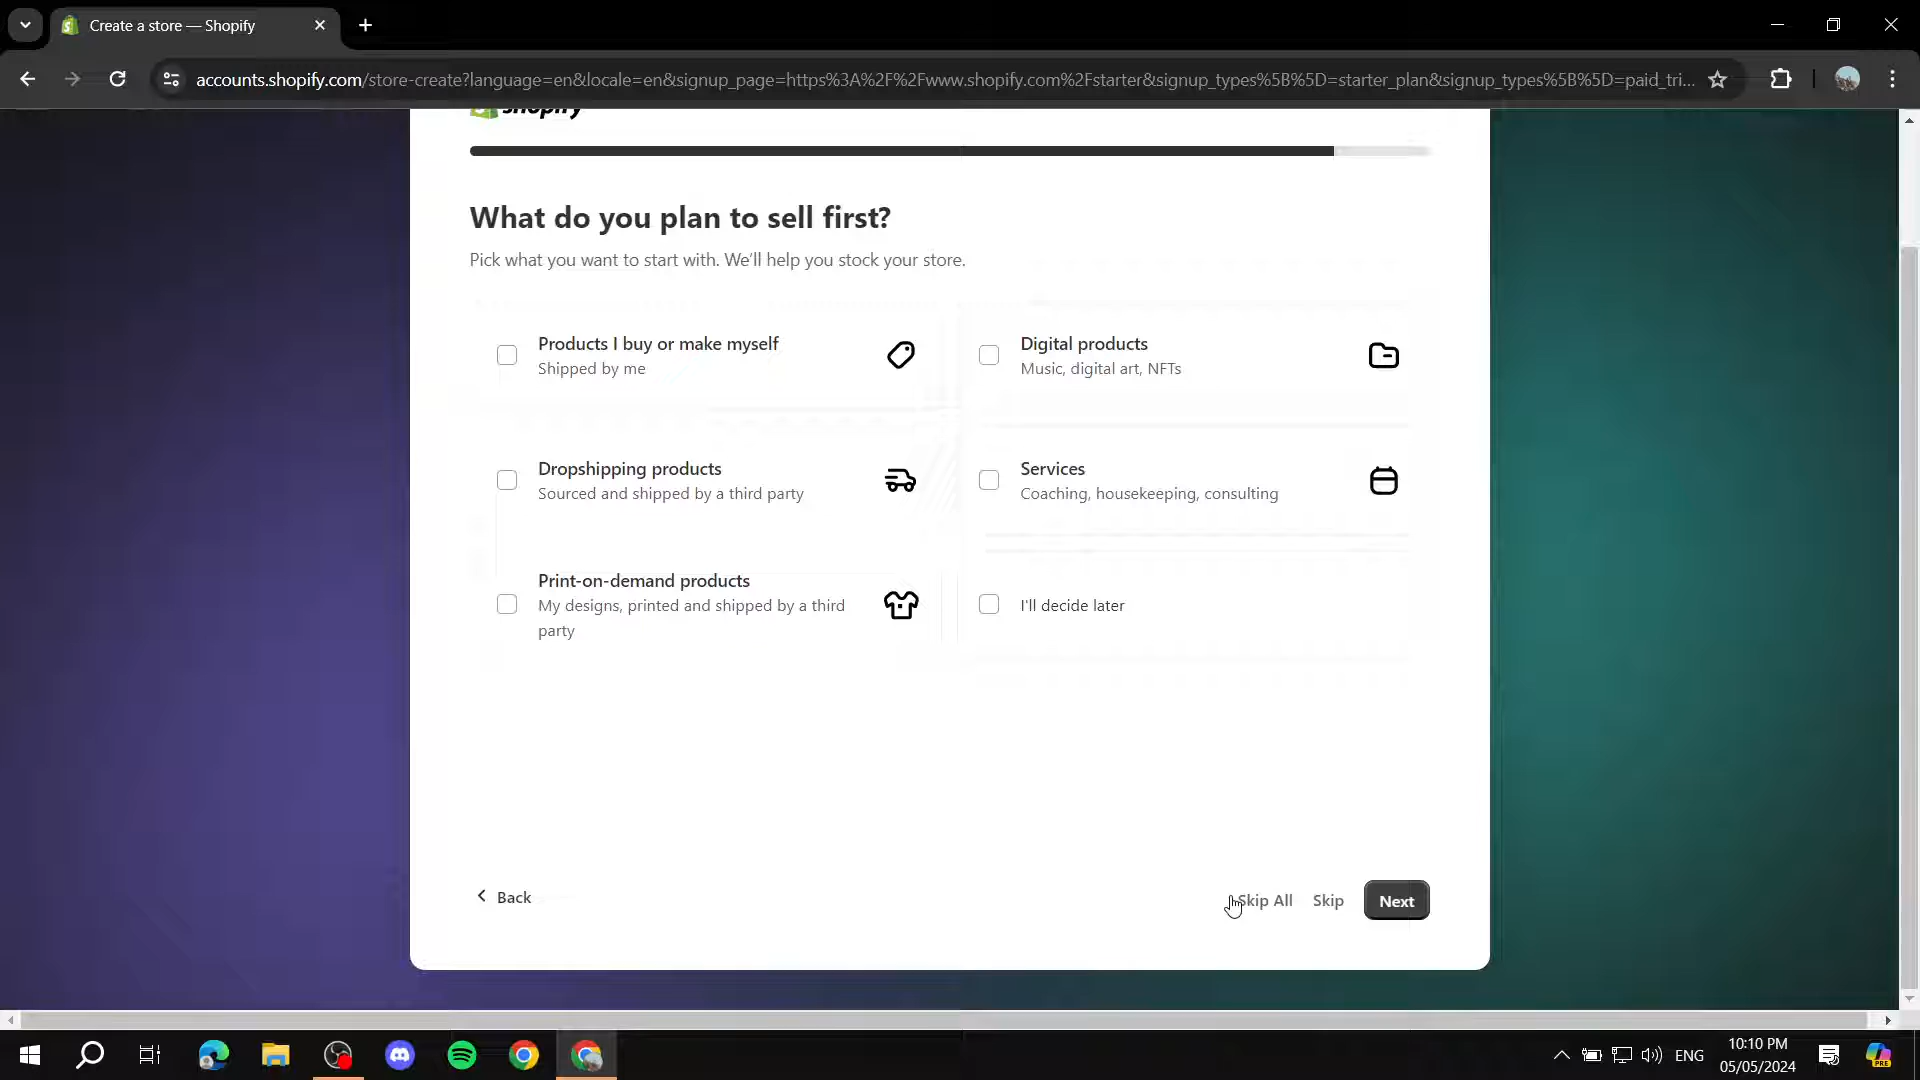 Create a store — Shopify
accounts.shopify.com/store-create?language=en&locale=en&signup_page=https%3A%2F%2Fwww.shopify.com%2Fstarter&signup_types%5B%5D=starter_plan&signup_types%5B%5D=paid_tri...
shopify
What do you plan to sell first?
Pick what you want to start with. We'll help you stock your store.
Products I buy or make myself
Shipped by me
Digital products
Music, digital art, NFTs
Dropshipping products
Sourced and shipped by a third party
Services
Coaching, housekeeping, consulting
Print-on-demand products
My designs, printed and shipped by a third
party
I'll decide later
Back
Skip All
Skip
Next
ENG
10:10 PM
05/05/2024
PRE